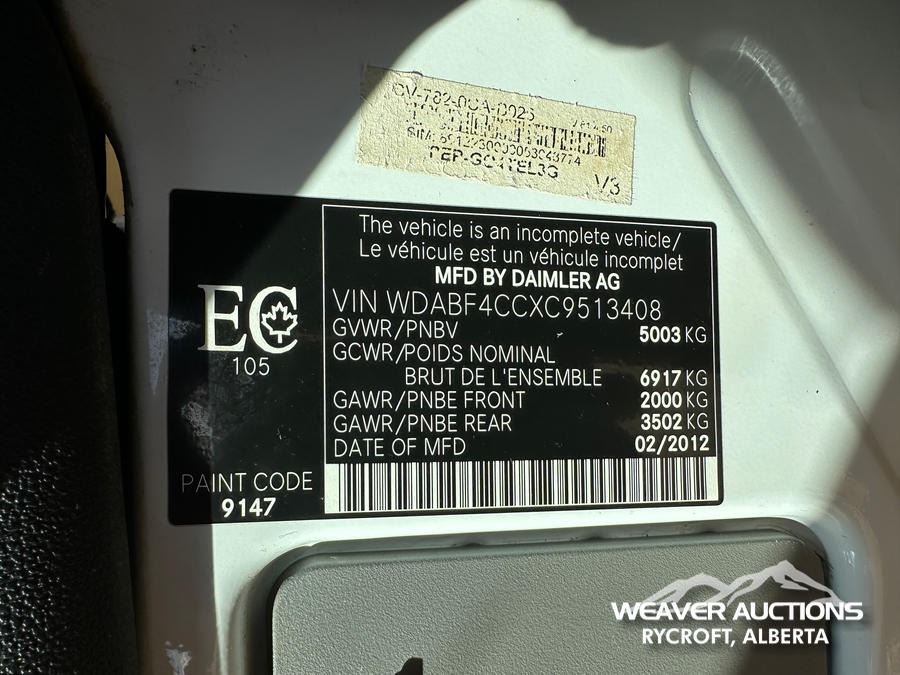 V3
The vehicle is an incomplete vehicle/
Le véhicule est un véhicule incomplet
MFD BY DAIMLER AG
VIN WDABF4CCXC9513408
GVWR/PNBV 5003 KG
GCWR/POIDS NOMINAL
BRUT DE L'ENSEMBLE 6917 KG
GAWR/PNBE FRONT 2000 KG
GAWR/PNBE REAR 3502 KG
DATE OF MFD 02/2012
EC
105
PAINT CODE
9147
WEAVER AUCTIONS
RYCROFT, ALBERTA